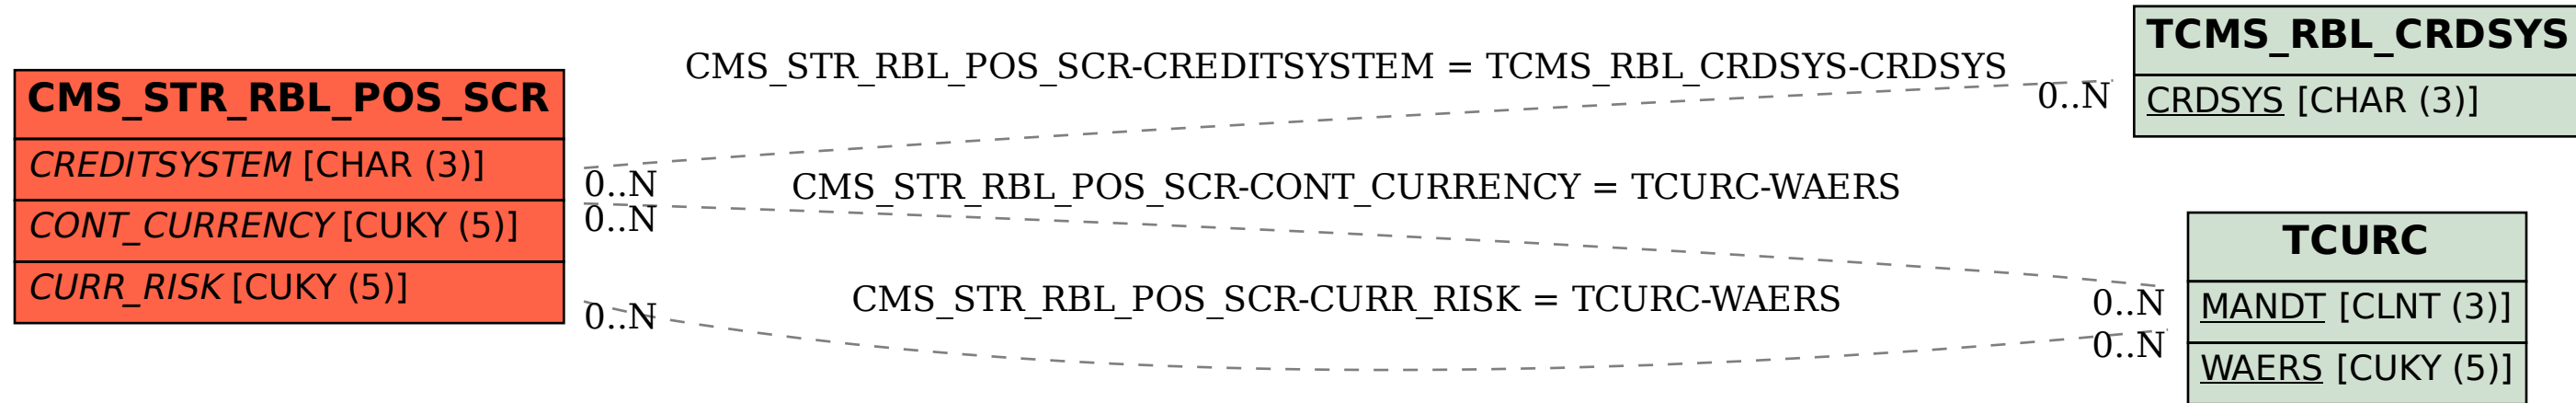 CMS_STR_RBL_POS_SCR
CREDITSYSTEM [CHAR (3)]
CONT_CURRENCY [CUKY (5)]
CURR_RISK [CUKY (5)]
CMS_STR_RBL_POS_SCR-CREDITSYSTEM = TCMS_RBL_CRDSYS-CRDSYS
0..N
0..N
CMS_STR_RBL_POS_SCR-CONT_CURRENCY = TCURC-WAERS
0..N
0..N
CMS_STR_RBL_POS_SCR-CURR_RISK = TCURC-WAERS
0..N
0..N
TCMS_RBL_CRDSYS
CRDSYS [CHAR (3)]
TCURC
MANDT [CLNT (3)]
WAERS [CUKY (5)]